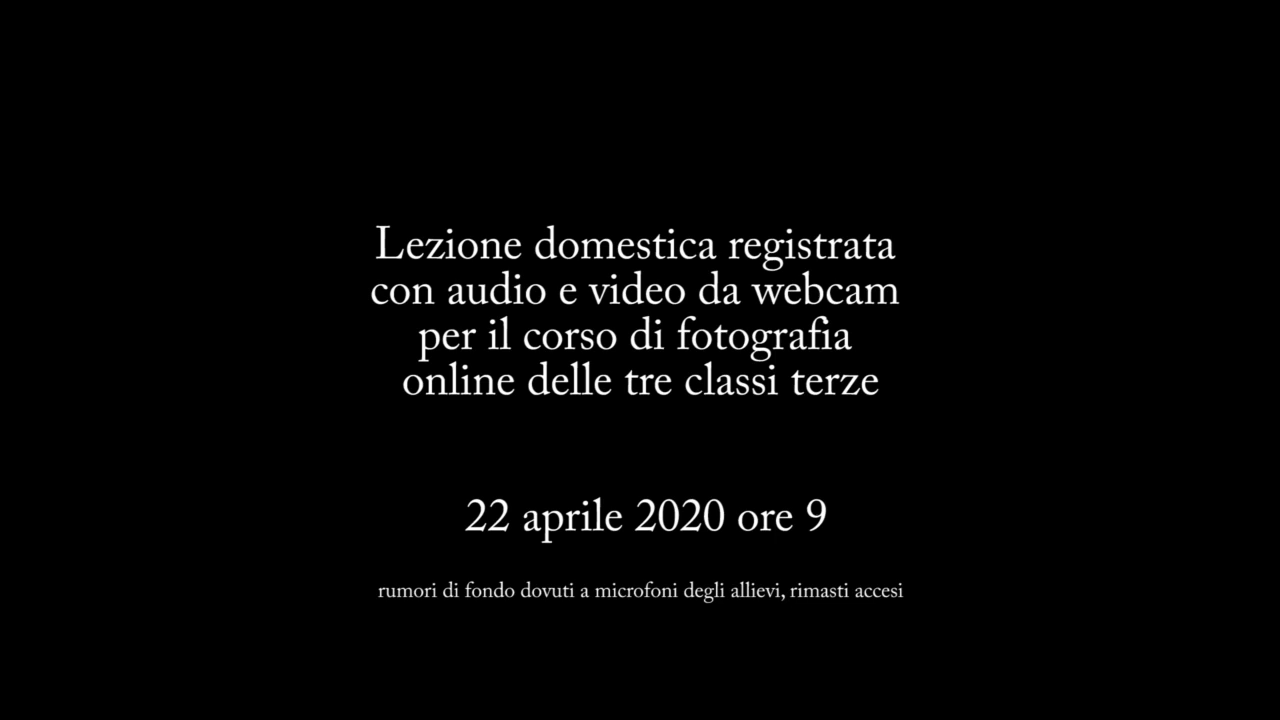 Lezione domestica registrata
con audio e video da webcam
per il corso di fotografia
online delle tre classi terze
22 aprile 2020 ore 9
rumori di fondo dovuti a microfoni degli allievi, rimasti accesi